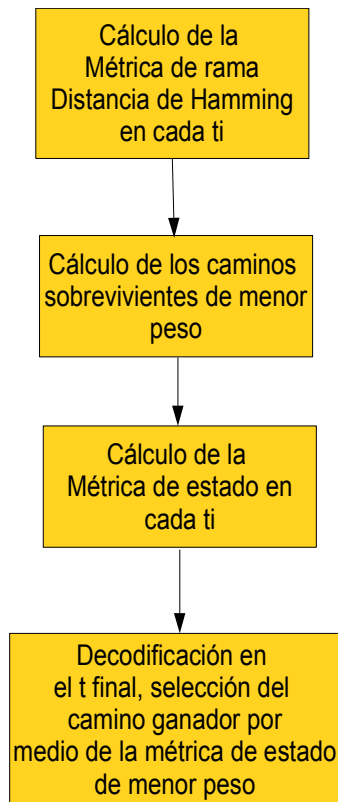 Cálculo de la
Métrica de rama
Distancia de Hamming
en cada ti
Cálculo de los caminos
sobrevivientes de menor
peso
Cálculo de la
Métrica de estado en
cada ti
Decodificación en
el t final, selección del
camino ganador por
medio de la métrica de estado
de menor peso